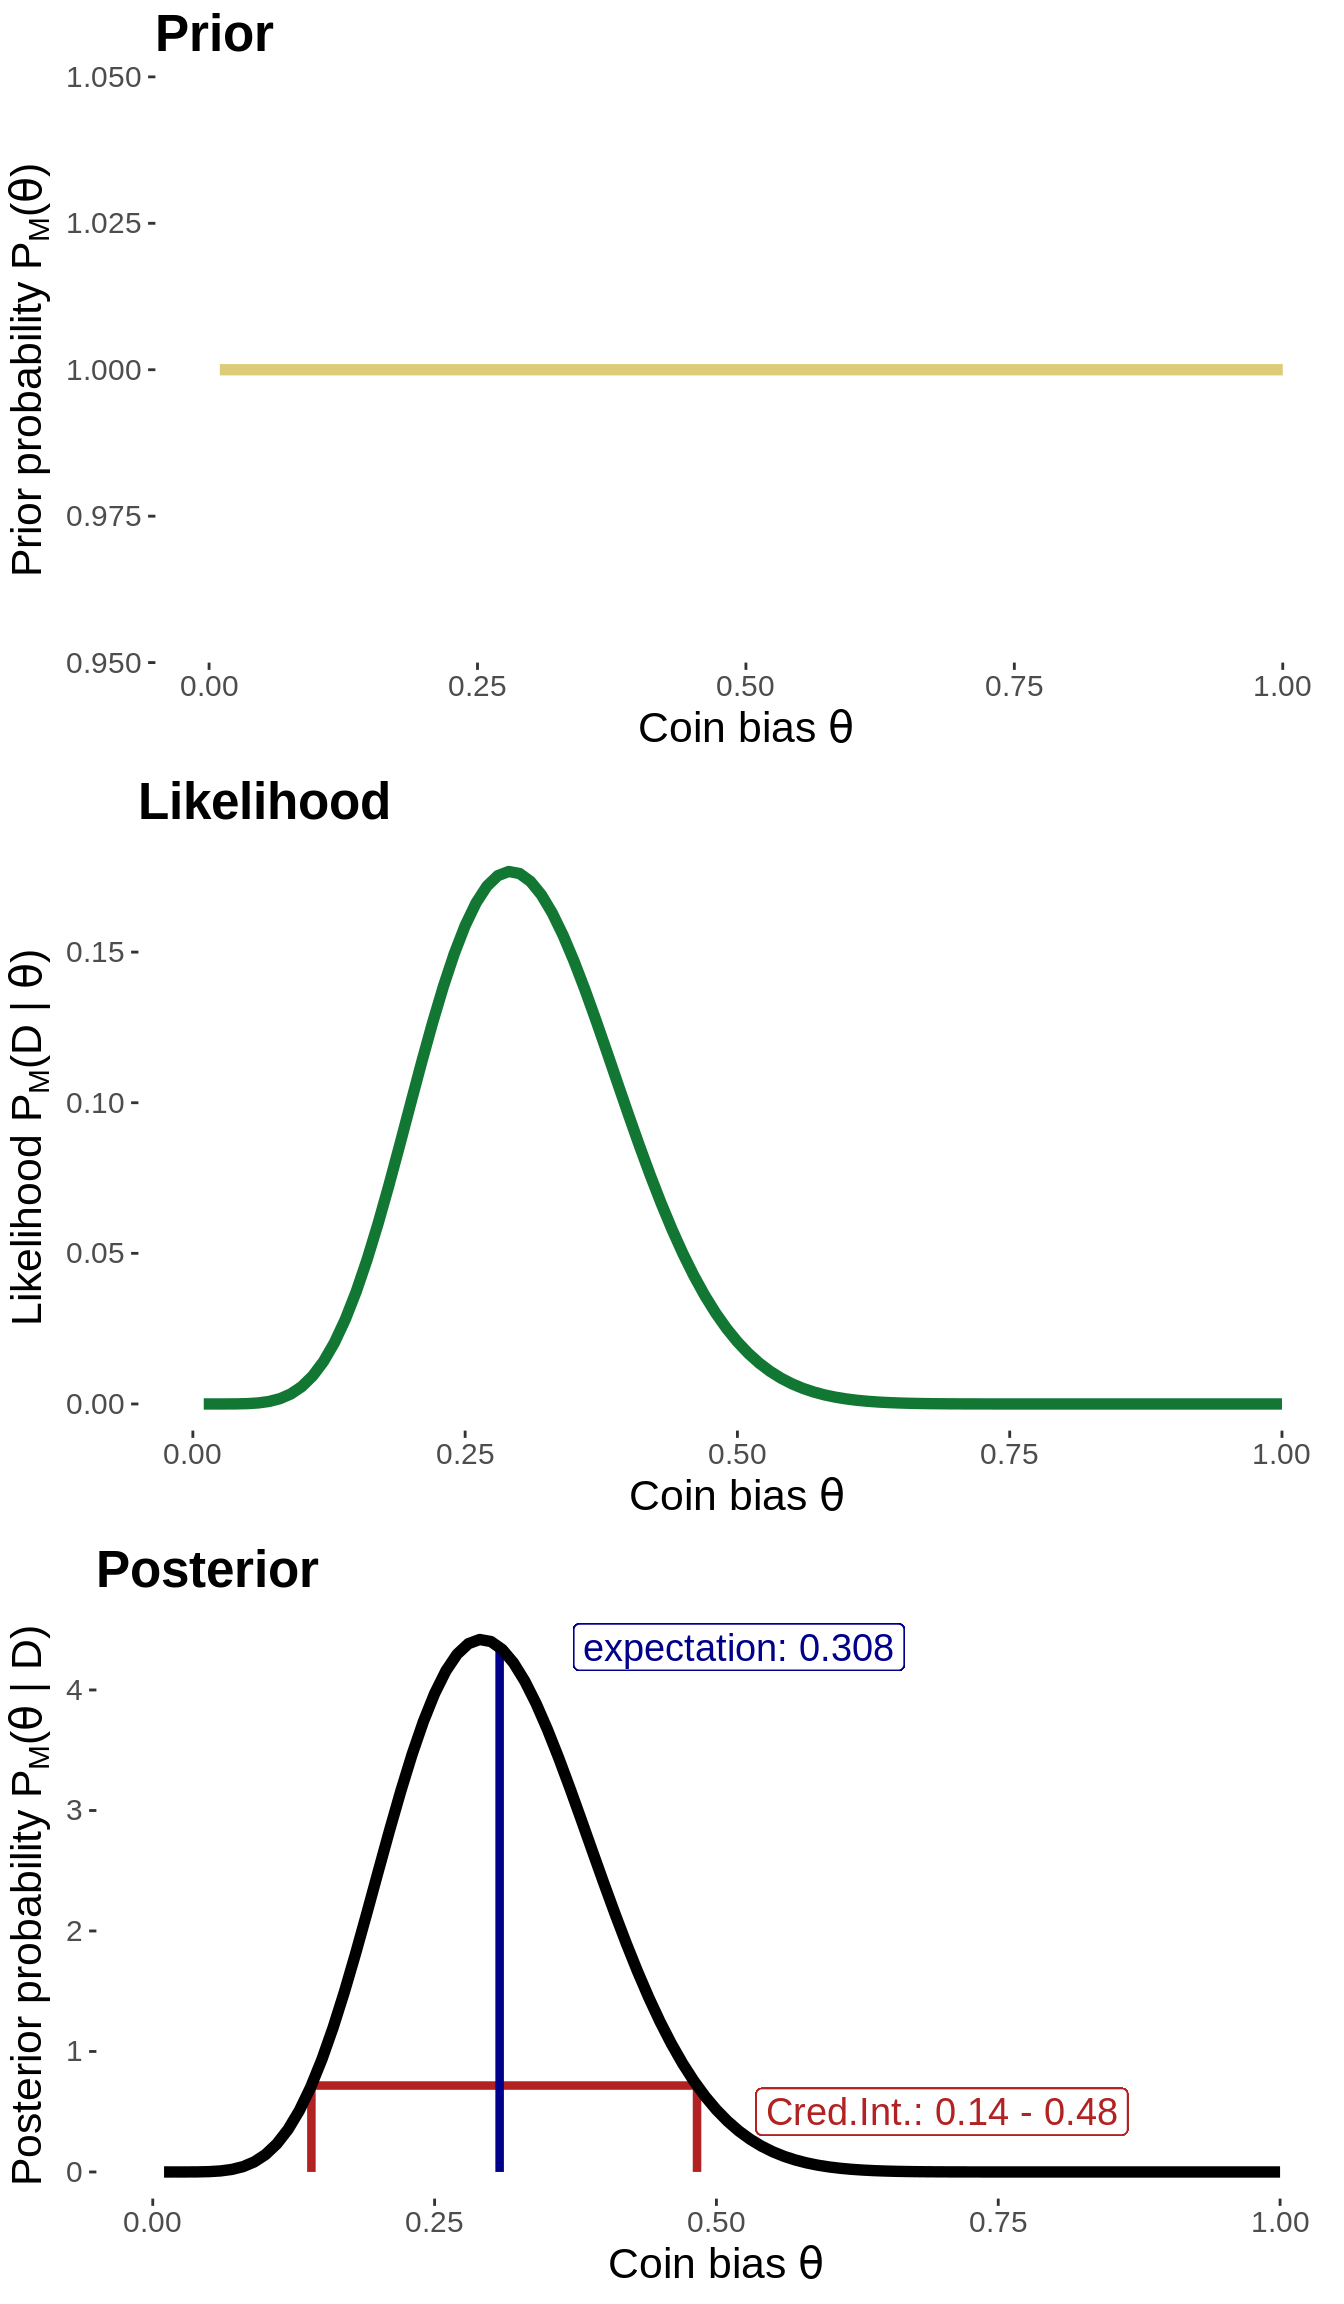 Prior
Prior probability P_M(θ)
1.050
1.025
1.000
0.975
0.950
0.00 0.25 0.50 0.75 1.00
Coin bias θ
Likelihood
Likelihood P_M(D | θ)
0.15
0.10
0.05
0.00
0.00 0.25 0.50 0.75 1.00
Coin bias θ
Posterior
Posterior probability P_M(θ | D)
expectation: 0.308
4
3
2
1
Cred.Int.: 0.14 - 0.48
0
0.00 0.25 0.50 0.75 1.00
Coin bias θ